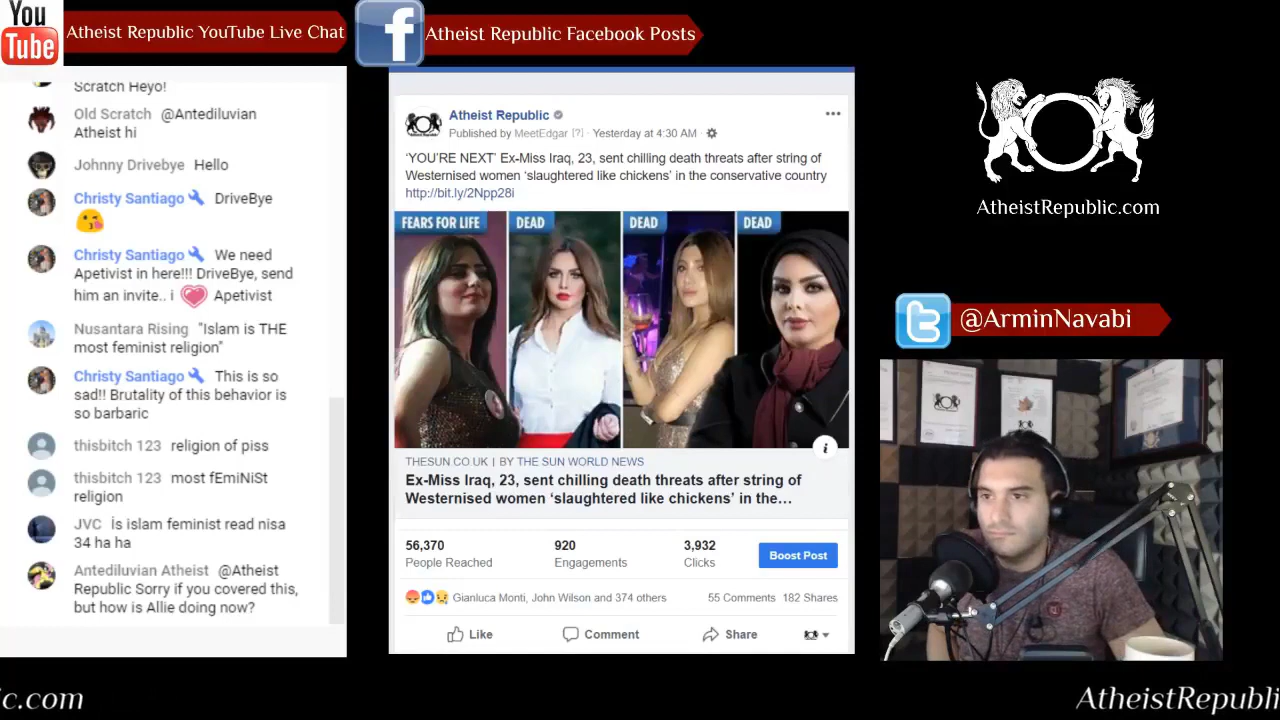 You
Tube
Atheist Republic YouTube Live Chat
Atheist Republic Facebook Posts
Scratch Heyo!
Old Scratch @Antediluvian
Atheist hi
Johnny Drivebye Hello
Christy Santiago DriveBye
Christy Santiago We need
Apetivist in here!!! DriveBye, send
him an invite.. i Apetivist
Nusantara Rising "Islam is THE
most feminist religion"
Christy Santiago This is so
sad!! Brutality of this behavior is
so barbaric
thisbitch 123 religion of piss
thisbitch 123 most fEmiNiSt
religion
JVC İs islam feminist read nisa
34 ha ha
Antediluvian Atheist @Atheist
Republic Sorry if you covered this,
but how is Allie doing now?
Atheist Republic
Published by MeetEdgar [?] · Yesterday at 4:30 AM ·
'YOU'RE NEXT' Ex-Miss Iraq, 23, sent chilling death threats after string of
Westernised women 'slaughtered like chickens' in the conservative country
http://bit.ly/2Npp28i
FEARS FOR LIFE
DEAD
DEAD
DEAD
THESUN.CO.UK | BY THE SUN WORLD NEWS
Ex-Miss Iraq, 23, sent chilling death threats after string of
Westernised women 'slaughtered like chickens' in the…
56,370
People Reached
920
Engagements
3,932
Clicks
Boost Post
Gianluca Monti, John Wilson and 374 others
55 Comments 182 Shares
Like
Comment
Share
AtheistRepublic.com
@ArminNavabi
c.com
AtheistRepubli